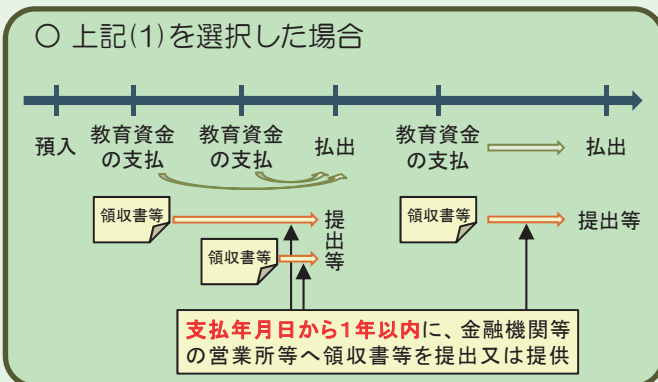 ○ 上記(1)を選択した場合
預入
教育資金
の支払
教育資金
の支払
払出
教育資金
の支払
払出
領収書等
提出等
領収書等
領収書等
提出等
支払年月日から1年以内に、金融機関等
の営業所等へ領収書等を提出又は提供